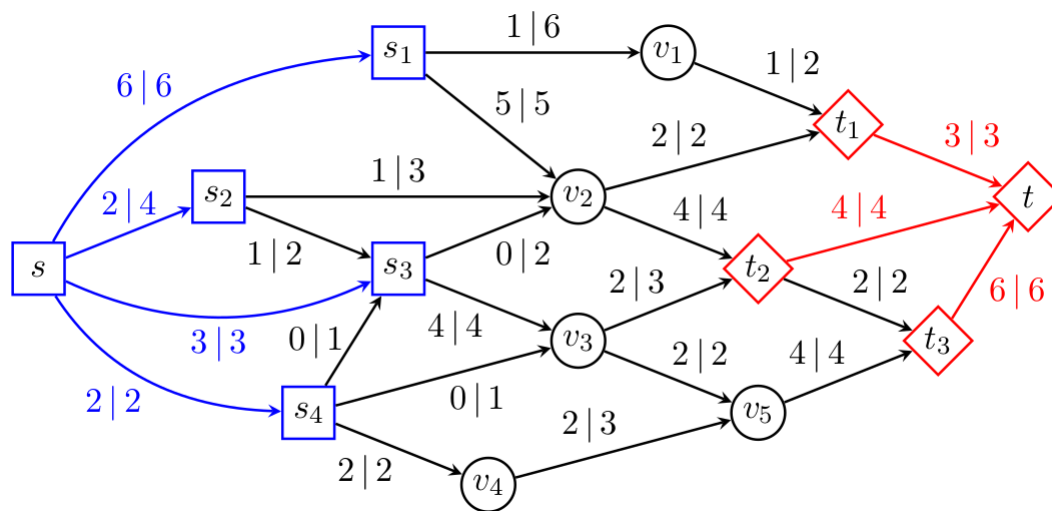 s₁
1 | 6
v₁
6 | 6
5 | 5
1 | 2
t₁
2 | 2
3 | 3
s₂
2 | 4
1 | 3
v₂
4 | 4
4 | 4
t
s
1 | 2
s₃
0 | 2
2 | 3
t₂
2 | 2
6 | 6
3 | 3
0 | 1
4 | 4
v₃
2 | 2
4 | 4
t₃
2 | 2
s₄
0 | 1
2 | 3
v₅
2 | 2
v₄